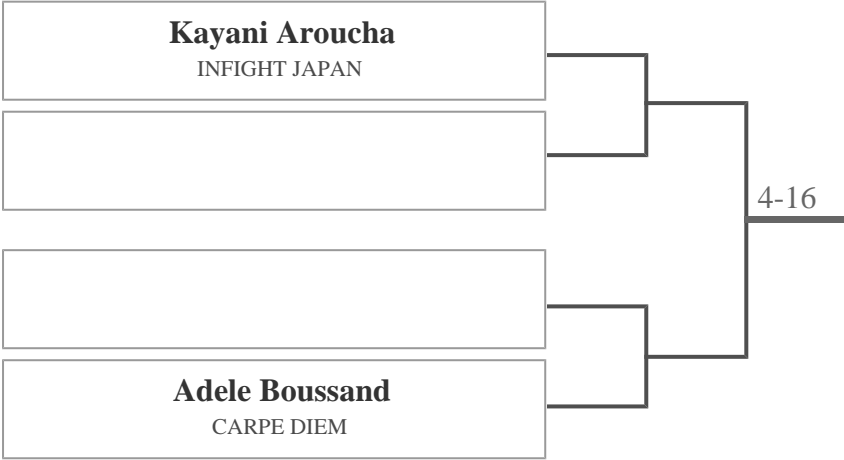 Kayani Aroucha
INFIGHT JAPAN
4-16
Adele Boussand
CARPE DIEM